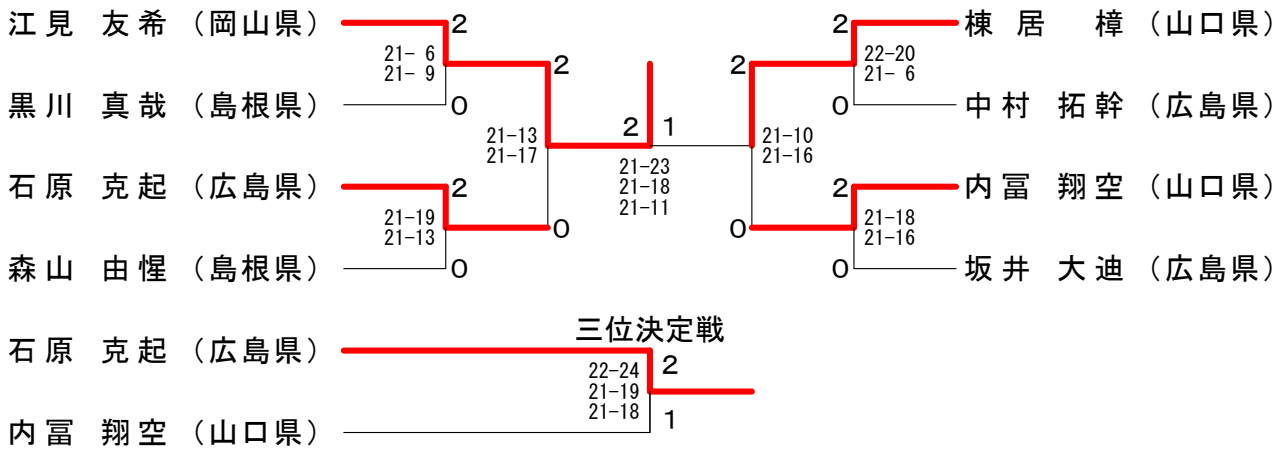 江見 友希 (岡山県)
2
21- 6
21- 9
黒川 真哉 (島根県)
0
2
21-13
21-17
0
石原 克起 (広島県)
2
21-19
21-13
森山 由惺 (島根県)
0
2 1
21-23
21-18
21-11
2 棟居 樟 (山口県)
22-20
21- 6
0 中村 拓幹 (広島県)
2
21-10
21-16
0
2 内冨 翔空 (山口県)
21-18
21-16
0 坂井 大迪 (広島県)
三位決定戦
石原 克起 (広島県)
2
22-24
21-19
21-18
1
内冨 翔空 (山口県)